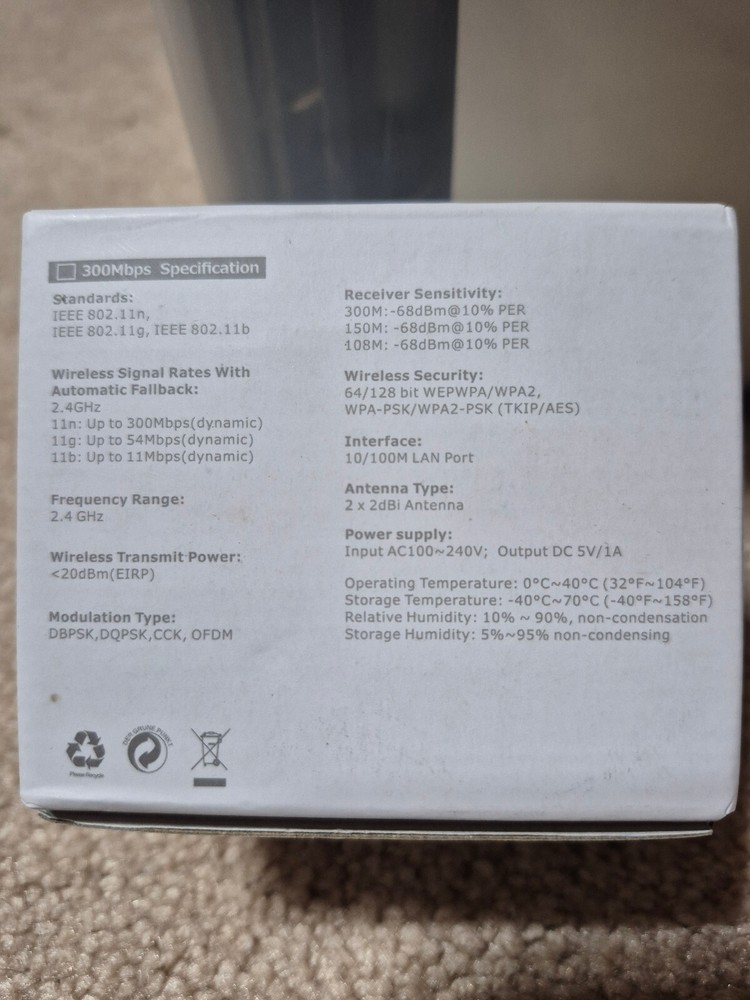 300Mbps Specification
Standards:
IEEE 802.11n,
IEEE 802.11g, IEEE 802.11b
Wireless Signal Rates With
Automatic Fallback:
2.4GHz
11n: Up to 300Mbps(dynamic)
11g: Up to 54Mbps(dynamic)
11b: Up to 11Mbps(dynamic)
Frequency Range:
2.4 GHz
Wireless Transmit Power:
<20dBm(EIRP)
Modulation Type:
DBPSK,DQPSK,CCK, OFDM
Receiver Sensitivity:
300M:-68dBm@10% PER
150M: -68dBm@10% PER
108M: -68dBm@10% PER
Wireless Security:
64/128 bit WEPWPA/WPA2,
WPA-PSK/WPA2-PSK (TKIP/AES)
Interface:
10/100M LAN Port
Antenna Type:
2 x 2dBi Antenna
Power supply:
Input AC100~240V; Output DC 5V/1A
Operating Temperature: 0°C~40°C (32°F~104°F)
Storage Temperature: -40°C~70°C (-40°F~158°F)
Relative Humidity: 10% ~ 90%, non-condensation
Storage Humidity: 5%~95% non-condensing
Please Recycle
DER GRÜNE PUNKT